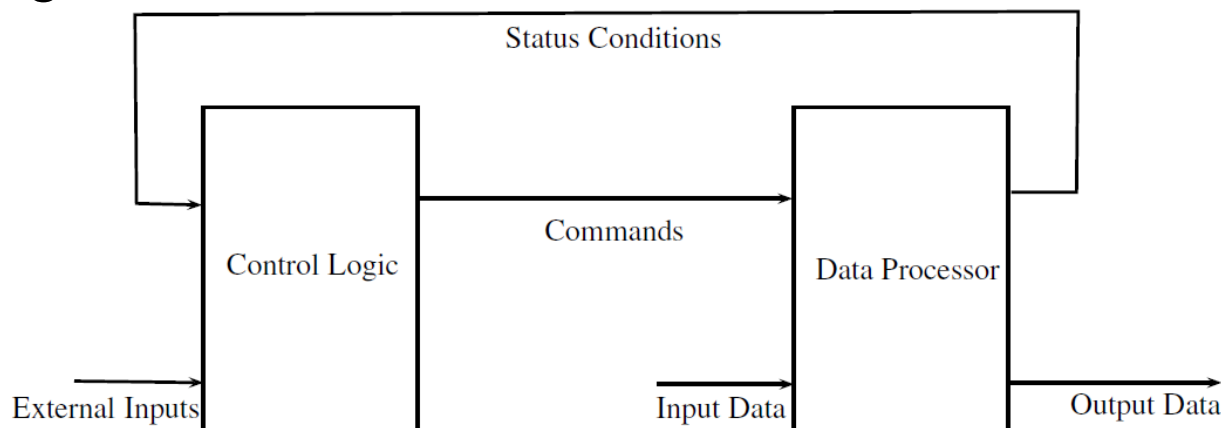 Status Conditions
Commands
Control Logic
Data Processor
External Inputs
Input Data
Output Data